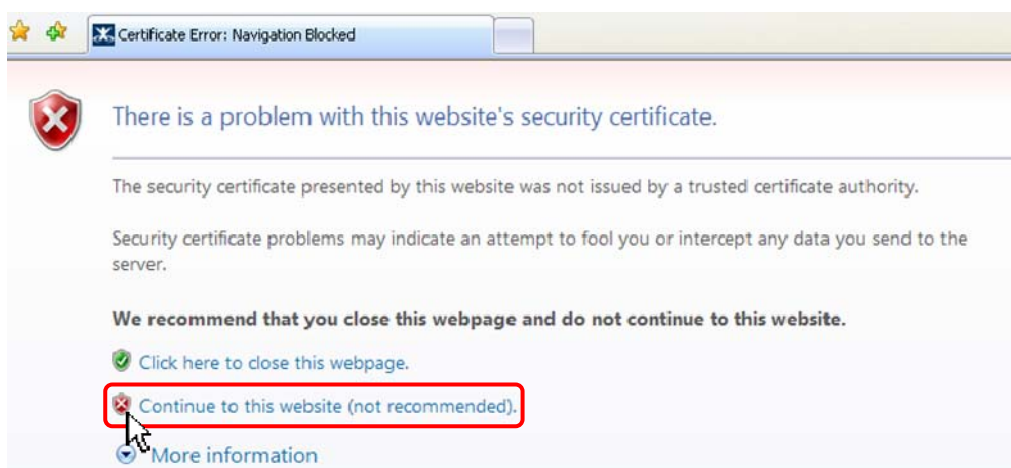 Certificate Error: Navigation Blocked
There is a problem with this website's security certificate.
The security certificate presented by this website was not issued by a trusted certificate authority.
Security certificate problems may indicate an attempt to fool you or intercept any data you send to the
server.
We recommend that you close this webpage and do not continue to this website.
Click here to close this webpage.
Continue to this website (not recommended).
More information